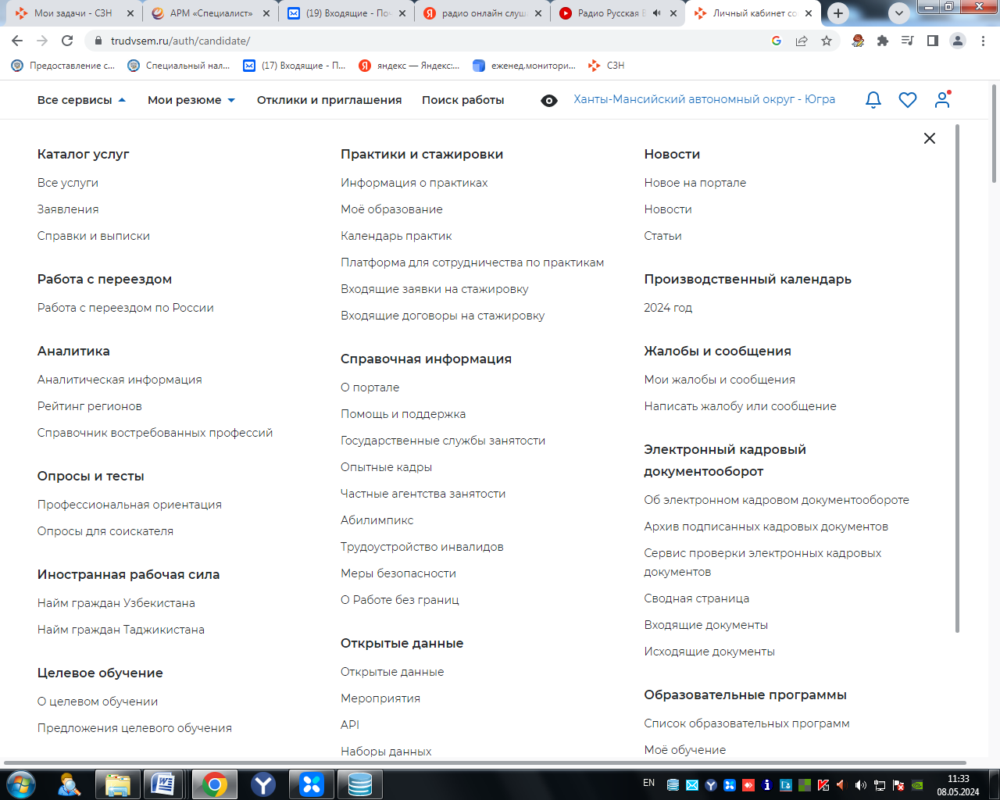 Мои задачи - СЗН
АРМ «Специалист»
(19) Входящие - Поч
радио онлайн слуш
Радио Русская
Личный кабинет со
trudvsem.ru/auth/candidate/
Предоставление с...
Специальный нал...
(17) Входящие - П...
яндекс — Яндекс:...
еженед.монитори...
СЗН
Все сервисы
Мои резюме
Отклики и приглашения
Поиск работы
Ханты-Мансийский автономный округ - Югра
Каталог услуг
Все услуги
Заявления
Справки и выписки
Работа с переездом
Работа с переездом по России
Аналитика
Аналитическая информация
Рейтинг регионов
Справочник востребованных профессий
Опросы и тесты
Профессиональная ориентация
Опросы для соискателя
Иностранная рабочая сила
Найм граждан Узбекистана
Найм граждан Таджикистана
Целевое обучение
О целевом обучении
Предложения целевого обучения
Практики и стажировки
Информация о практиках
Моё образование
Календарь практик
Платформа для сотрудничества по практикам
Входящие заявки на стажировку
Входящие договоры на стажировку
Справочная информация
О портале
Помощь и поддержка
Государственные службы занятости
Опытные кадры
Частные агентства занятости
Абилимпикс
Трудоустройство инвалидов
Меры безопасности
О Работе без границ
Открытые данные
Открытые данные
Мероприятия
API
Наборы данных
Новости
Новое на портале
Новости
Статьи
Производственный календарь
2024 год
Жалобы и сообщения
Мои жалобы и сообщения
Написать жалобу или сообщение
Электронный кадровый
документооборот
Об электронном кадровом документообороте
Архив подписанных кадровых документов
Сервис проверки электронных кадровых
документов
Сводная страница
Входящие документы
Исходящие документы
Образовательные программы
Список образовательных программ
Моё обучение
EN
11:33
08.05.2024